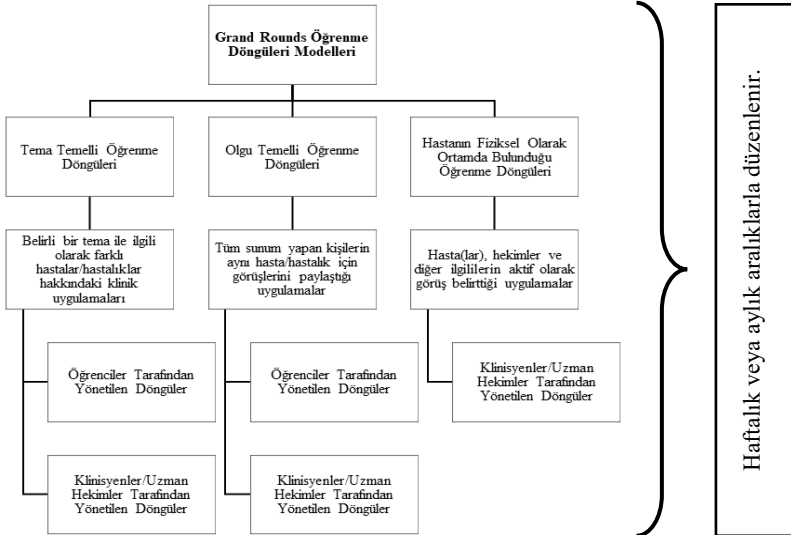 Grand Rounds Öğrenme
Döngüleri Modelleri
Tema Temelli Öğrenme
Döngüleri
Olgu Temelli Öğrenme
Döngüleri
Hastanın Fiziksel Olarak
Ortamda Bulunduğu
Öğrenme Döngüleri
Belirli bir tema ile ilgili
olarak farklı
hastalar/hastalıklar
hakkındaki klinik
uygulamaları
Tüm sunum yapan kişilerin
aynı hasta/hastalık için
görüşlerini paylaştığı
uygulamalar
Hasta(lar), hekimler ve
diğer ilgililerin aktif olarak
görüş belirttiği uygulamalar
Öğrenciler Tarafından
Yönetilen Döngüler
Öğrenciler Tarafından
Yönetilen Döngüler
Klinisyenler/Uzman
Hekimler Tarafından
Yönetilen Döngüler
Klinisyenler/Uzman
Hekimler Tarafından
Yönetilen Döngüler
Klinisyenler/Uzman
Hekimler Tarafından
Yönetilen Döngüler
Haftalık veya aylık aralıklarla düzenlenir.